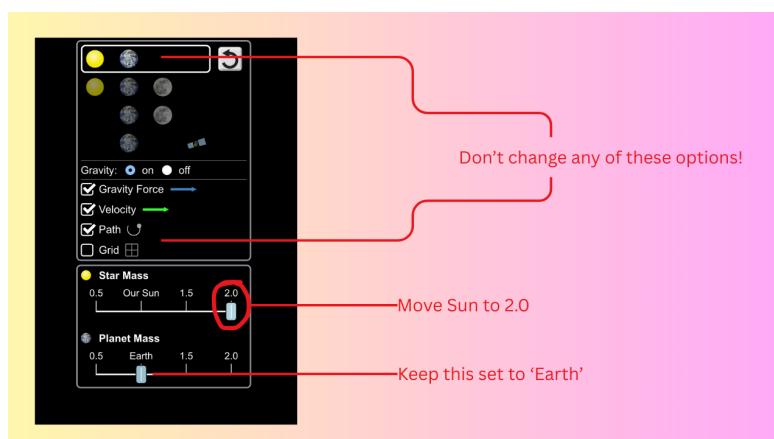 Gravity: on off
Gravity Force
Velocity
Path
Grid
Don’t change any of these options!
Star Mass
0.5 Our Sun 1.5 2.0
Move Sun to 2.0
Planet Mass
0.5 Earth 1.5 2.0
Keep this set to ‘Earth’